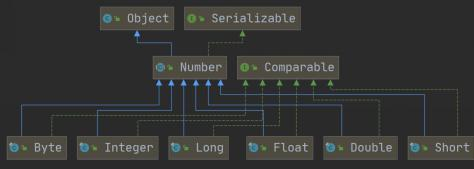 Object Serializable
Number Comparable
Byte Integer Long Float Double Short